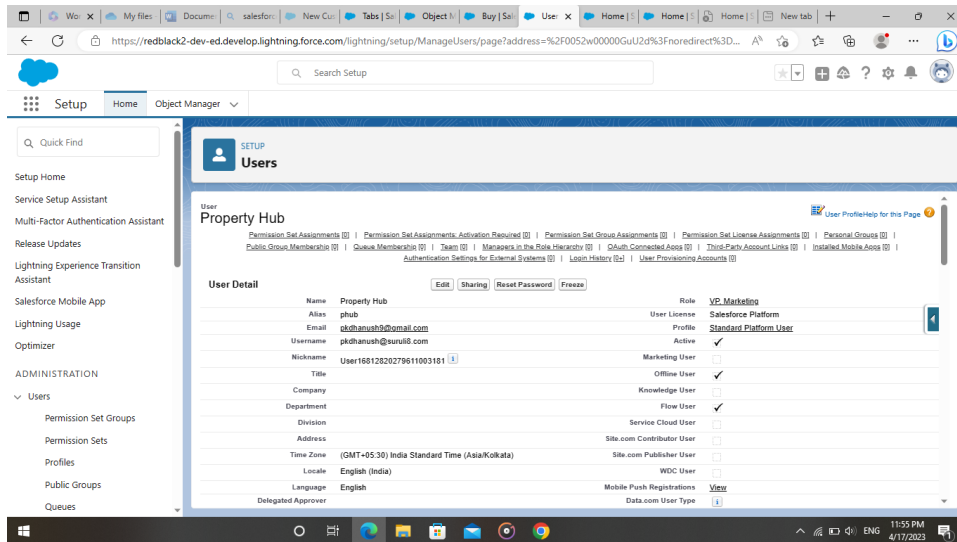 Wor
My files -
Docume
salesforc
New Cus
Tabs | Sal
Object M
Buy | Sal
User
Home | S
Home | S
Home | S
New tab
https://redblack2-dev-ed.develop.lightning.force.com/lightning/setup/ManageUsers/page?address=%2F0052w00000GuU2d%3Fnoredirect%3D...
Search Setup
Setup Home Object Manager
Quick Find
SETUP
Users
Setup Home
Service Setup Assistant
Multi-Factor Authentication Assistant
Release Updates
Lightning Experience Transition
Assistant
Salesforce Mobile App
Lightning Usage
Optimizer
ADMINISTRATION
Users
Permission Set Groups
Permission Sets
Profiles
Public Groups
Queues
User
Property Hub
User Profile Help for this Page
Permission Set Assignments [0] | Permission Set Assignments: Activation Required [0] | Permission Set Group Assignments [0] | Permission Set License Assignments [0] | Personal Groups [0] |
Public Group Membership [0] | Queue Membership [0] | Team [0] | Managers in the Role Hierarchy [0] | OAuth Connected Apps [0] | Third-Party Account Links [0] | Installed Mobile Apps [0] |
Authentication Settings for External Systems [0] | Login History [0+] | User Provisioning Accounts [0]
User Detail Edit Sharing Reset Password Freeze
Name Property Hub Role VP, Marketing
Alias phub User License Salesforce Platform
Email pkdhanush9@gmail.com Profile Standard Platform User
Username pkdhanush@suruli8.com Active
Nickname User16812820279611003181 i Marketing User
Title Offline User
Company Knowledge User
Department Flow User
Division Service Cloud User
Address Site.com Contributor User
Time Zone (GMT+05:30) India Standard Time (Asia/Kolkata) Site.com Publisher User
Locale English (India) WDC User
Language English Mobile Push Registrations View
Delegated Approver Data.com User Type i
ENG
11:55 PM
4/17/2023